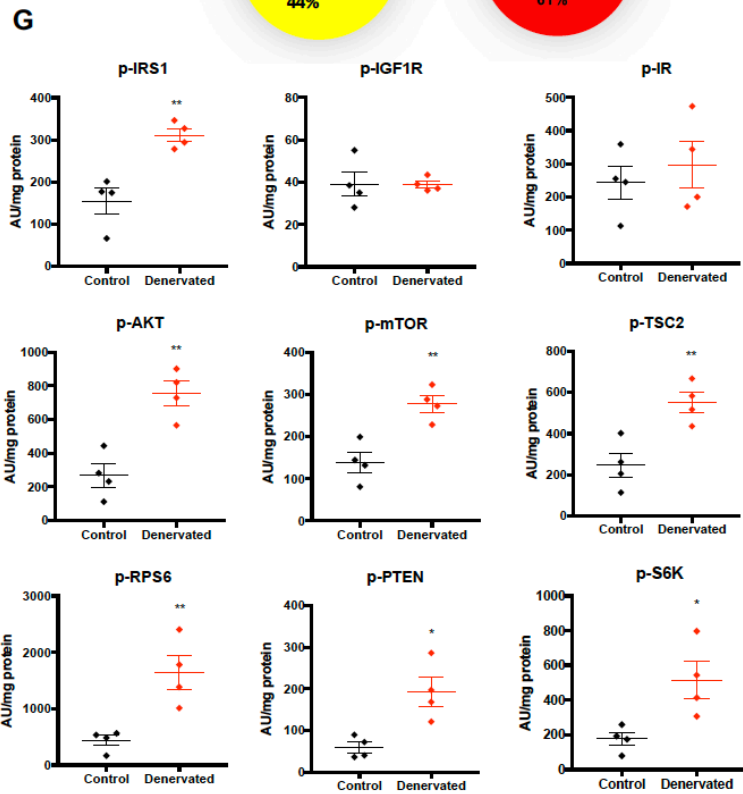 44%
61%
G
p-IRS1
**
AU/mg protein
400
300
200
100
0
Control Denervated
p-IGF1R
AU/mg protein
80
60
40
20
0
Control Denervated
p-IR
AU/mg protein
500
400
300
200
100
0
Control Denervated
p-AKT
**
AU/mg protein
1000
800
600
400
200
0
Control Denervated
p-mTOR
**
AU/mg protein
400
300
200
100
0
Control Denervated
p-TSC2
**
AU/mg protein
800
600
400
200
0
Control Denervated
p-RPS6
**
AU/mg protein
3000
2000
1000
0
Control Denervated
p-PTEN
*
AU/mg protein
400
300
200
100
0
Control Denervated
p-S6K
*
AU/mg protein
1000
800
600
400
200
0
Control Denervated